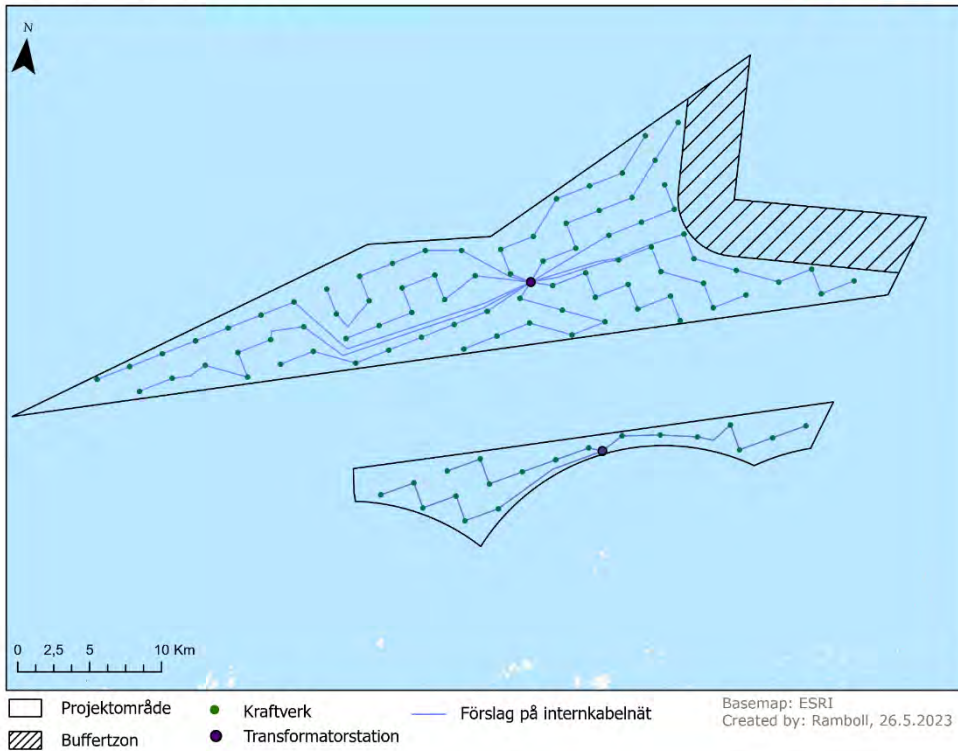 N
0 2,5 5 10 Km
Projektområde
Kraftverk
Förslag på internkabelnät
Buffertzon
Transformatorstation
Basemap: ESRI
Created by: Ramboll, 26.5.2023